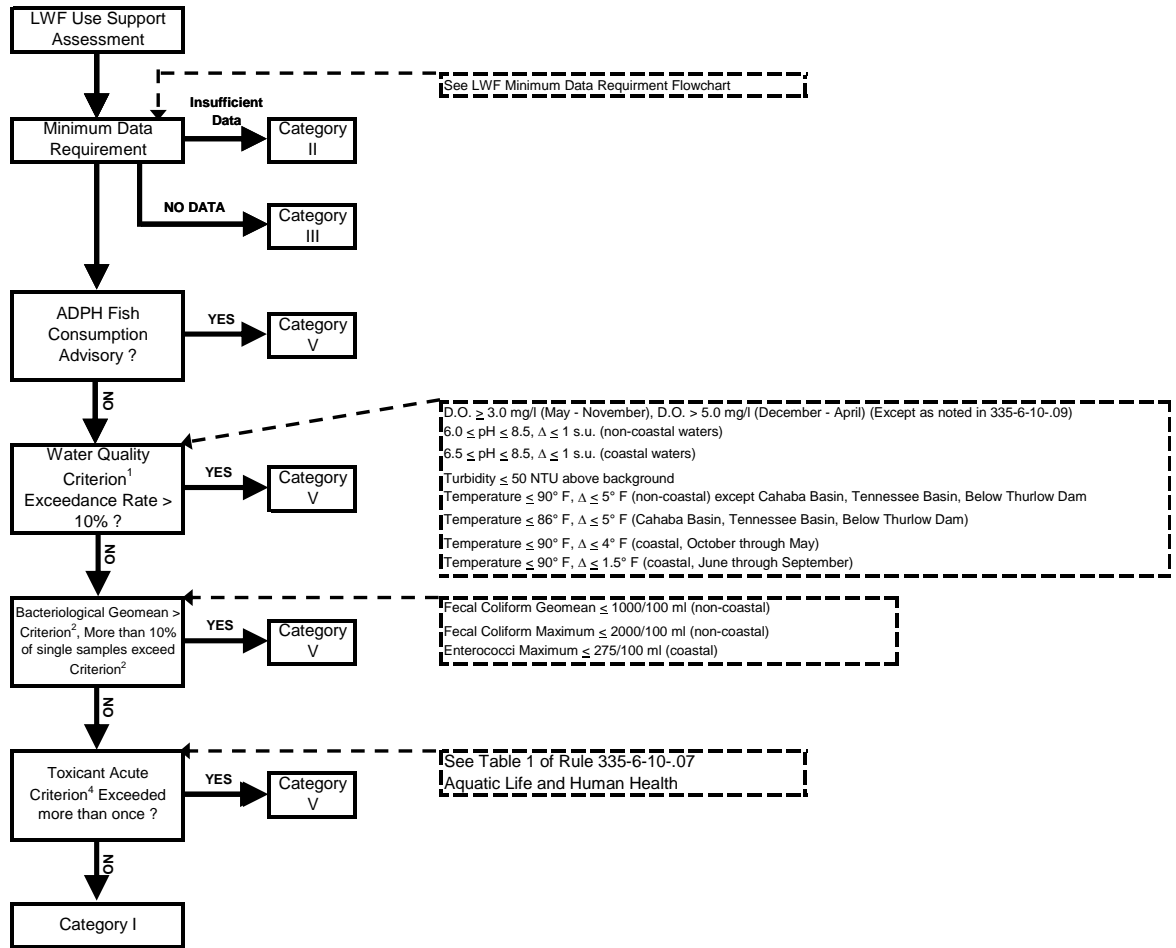 LWF Use Support
Assessment
See LWF Minimum Data Requirment Flowchart
Insufficient
Data
Minimum Data
Requirement
Category
II
NO DATA
Category
III
ADPH Fish
Consumption
Advisory ?
YES
Category
V
NO
D.O. ≥ 3.0 mg/l (May - November), D.O. > 5.0 mg/l (December - April) (Except as noted in 335-6-10-.09)
6.0 ≤ pH ≤ 8.5, Δ ≤ 1 s.u. (non-coastal waters)
6.5 ≤ pH ≤ 8.5, Δ ≤ 1 s.u. (coastal waters)
Turbidity ≤ 50 NTU above background
Temperature ≤ 90° F, Δ ≤ 5° F (non-coastal) except Cahaba Basin, Tennessee Basin, Below Thurlow Dam
Temperature ≤ 86° F, Δ ≤ 5° F (Cahaba Basin, Tennessee Basin, Below Thurlow Dam)
Temperature ≤ 90° F, Δ ≤ 4° F (coastal, October through May)
Temperature ≤ 90° F, Δ ≤ 1.5° F (coastal, June through September)
Water Quality
Criterion¹
Exceedance Rate >
10% ?
YES
Category
V
NO
Bacteriological Geomean >
Criterion², More than 10%
of single samples exceed
Criterion²
YES
Category
V
Fecal Coliform Geomean ≤ 1000/100 ml (non-coastal)
Fecal Coliform Maximum ≤ 2000/100 ml (non-coastal)
Enterococci Maximum ≤ 275/100 ml (coastal)
NO
Toxicant Acute
Criterion⁴ Exceeded
more than once ?
YES
Category
V
See Table 1 of Rule 335-6-10-.07
Aquatic Life and Human Health
NO
Category I